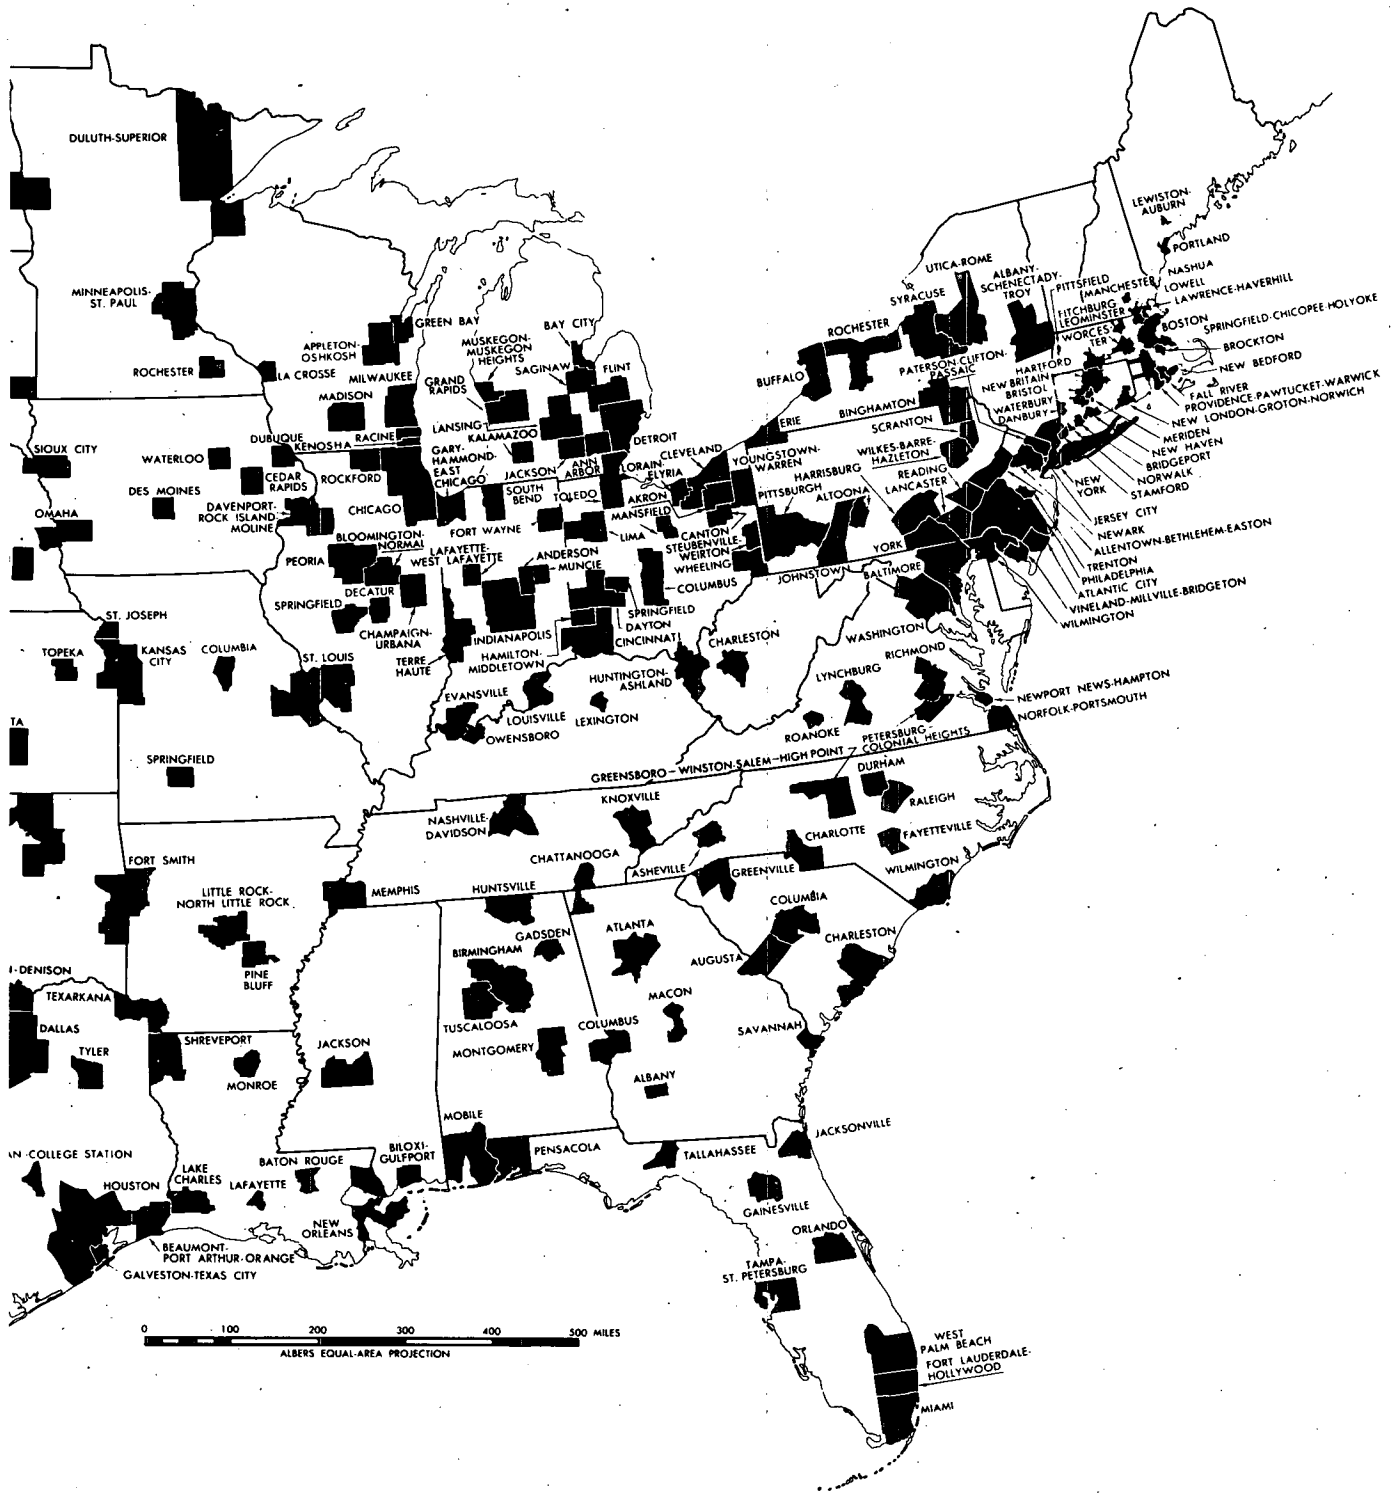 DULUTH-SUPERIOR
LEWISTON-
AUBURN
PORTLAND
UTICA-ROME
ALBANY-
SCHENECTADY-
TROY
PITTSFIELD
MANCHESTER
NASHUA
LOWELL
LAWRENCE-HAVERHILL
FITCHBURG
LEOMINSTER
SYRACUSE
MINNEAPOLIS-
ST. PAUL
ROCHESTER
WORCES-
TER
BOSTON
SPRINGFIELD-CHICOPEE-HOLYOKE
BROCKTON
NEW BEDFORD
FALL
RIVER
PROVIDENCE-PAWTUCKET-WARWICK
NEW LONDON-GROTON-NORWICH
MERIDEN
NEW HAVEN
BRIDGEPORT
NORWALK
STAMFORD
NEW
YORK
JERSEY CITY
NEWARK
ALLENTOWN-BETHLEHEM-EASTON
TRENTON
PHILADELPHIA
ATLANTIC CITY
VINELAND-MILLVILLE-BRIDGETON
WILMINGTON
PATERSON-CLIFTON-
PASSAIC
HARTFORD
NEW BRITAIN
BRISTOL
WATERBURY
DANBURY
BUFFALO
BINGHAMTON
SCRANTON
WILKES-BARRE-
HAZLETON
READING
LANCASTER
HARRISBURG
ERIE
GREEN BAY
APPLETON-
OSHKOSH
MUSKEGON-
MUSKEGON
HEIGHTS
BAY CITY
SAGINAW
FLINT
ROCHESTER
LA CROSSE
MILWAUKEE
GRAND
RAPIDS
MADISON
LANSING
KALAMAZOO
DETROIT
CLEVELAND
YOUNGSTOWN-
WARREN
DUBUQUE
KENOSHA
RACINE
GARY-
HAMMOND-
EAST
CHICAGO
JACKSON
ANN
ARBOR
LORAIN-
ELYRIA
PITTSBURGH
ALTOONA
SIOUX CITY
WATERLOO
CEDAR
RAPIDS
ROCKFORD
SOUTH
BEND
TOLEDO
AKRON
MANSFIELD
DES MOINES
DAVENPORT-
ROCK ISLAND
MOLINE
CHICAGO
FORT WAYNE
LIMA
CANTON
STEUBENVILLE-
WEIRTON
WHEELING
OMAHA
BLOOMINGTON-
NORMAL
PEORIA
LAFAYETTE-
WEST LAFAYETTE
ANDERSON
MUNCIE
COLUMBUS
JOHNSTOWN
YORK
BALTIMORE
DECATUR
SPRINGFIELD
CHAMPAIGN-
URBANA
TERRE
HAUTE
INDIANAPOLIS
HAMILTON-
MIDDLETOWN
SPRINGFIELD
DAYTON
CINCINNATI
CHARLESTON
WASHINGTON
ST. JOSEPH
TOPEKA
KANSAS
CITY
COLUMBIA
ST. LOUIS
EVANSVILLE
LOUISVILLE
OWENSBORO
HUNTINGTON-
ASHLAND
LEXINGTON
LYNCHBURG
RICHMOND
ROANOKE
PETERSBURG-
COLONIAL HEIGHTS
NEWPORT NEWS-HAMPTON
NORFOLK-PORTSMOUTH
TA
SPRINGFIELD
GREENSBORO-WINSTON-SALEM-HIGH POINT
DURHAM
RALEIGH
NASHVILLE-
DAVIDSON
KNOXVILLE
CHARLOTTE
FAYETTEVILLE
FORT SMITH
CHATTANOOGA
ASHEVILLE
GREENVILLE
WILMINGTON
LITTLE ROCK-
NORTH LITTLE ROCK
MEMPHIS
HUNTSVILLE
COLUMBIA
PINE
BLUFF
GADSDEN
BIRMINGHAM
ATLANTA
AUGUSTA
CHARLESTON
-DENISON
TEXARKANA
DALLAS
TYLER
SHREVEPORT
MONROE
JACKSON
TUSCALOOSA
MONTGOMERY
COLUMBUS
MACON
SAVANNAH
ALBANY
MOBILE
PENSACOLA
TALLAHASSEE
JACKSONVILLE
AN-COLLEGE STATION
HOUSTON
LAKE
CHARLES
LAFAYETTE
BATON ROUGE
BILOXI-
GULFPORT
NEW
ORLEANS
GAINESVILLE
ORLANDO
BEAUMONT-
PORT ARTHUR-ORANGE
GALVESTON-TEXAS CITY
TAMPA-
ST. PETERSBURG
0 100 200 300 400 500 MILES
ALBERS EQUAL-AREA PROJECTION
WEST
PALM BEACH
FORT LAUDERDALE-
HOLLYWOOD
MIAMI